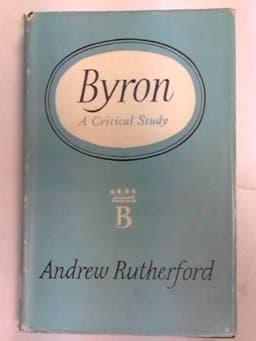 Byron
A Critical Study
B
Andrew Rutherford